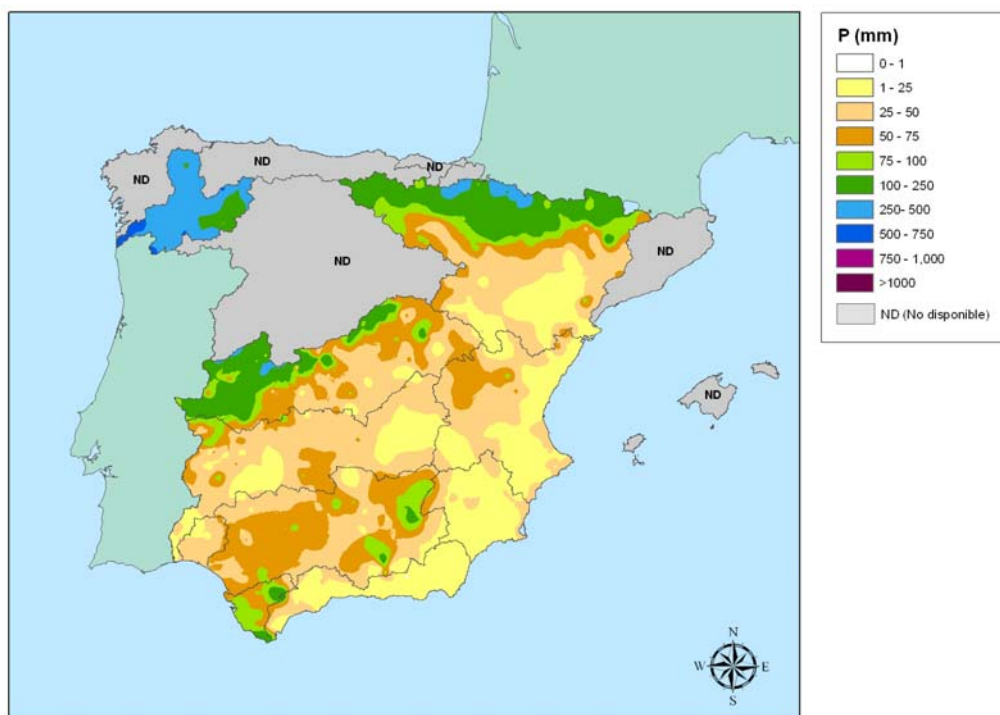 P (mm)
0 - 1
1 - 25
25 - 50
50 - 75
75 - 100
100 - 250
250- 500
500 - 750
750 - 1,000
>1000
ND (No disponible)
ND
ND
ND
ND
ND
ND
N
W E
S